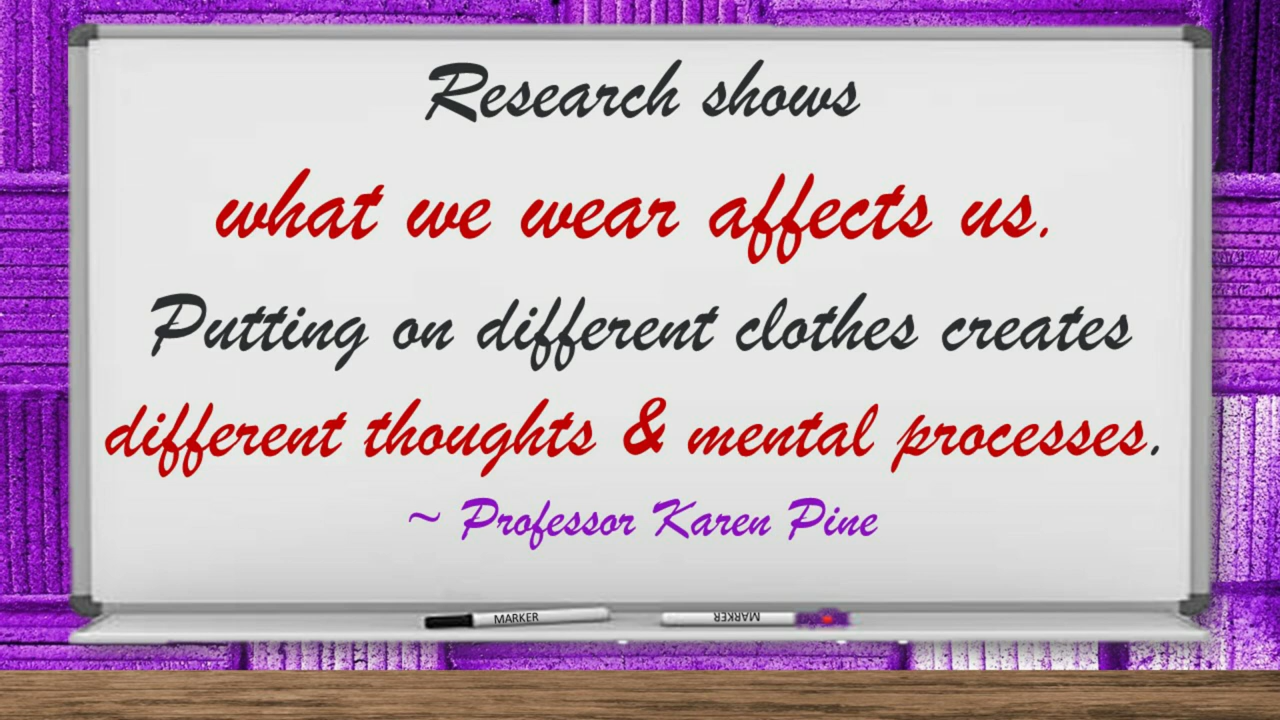 Research shows
what we wear affects us.
Putting on different clothes creates
different thoughts & mental processes.
~ Professor Karen Pine
MARKER
MARKER